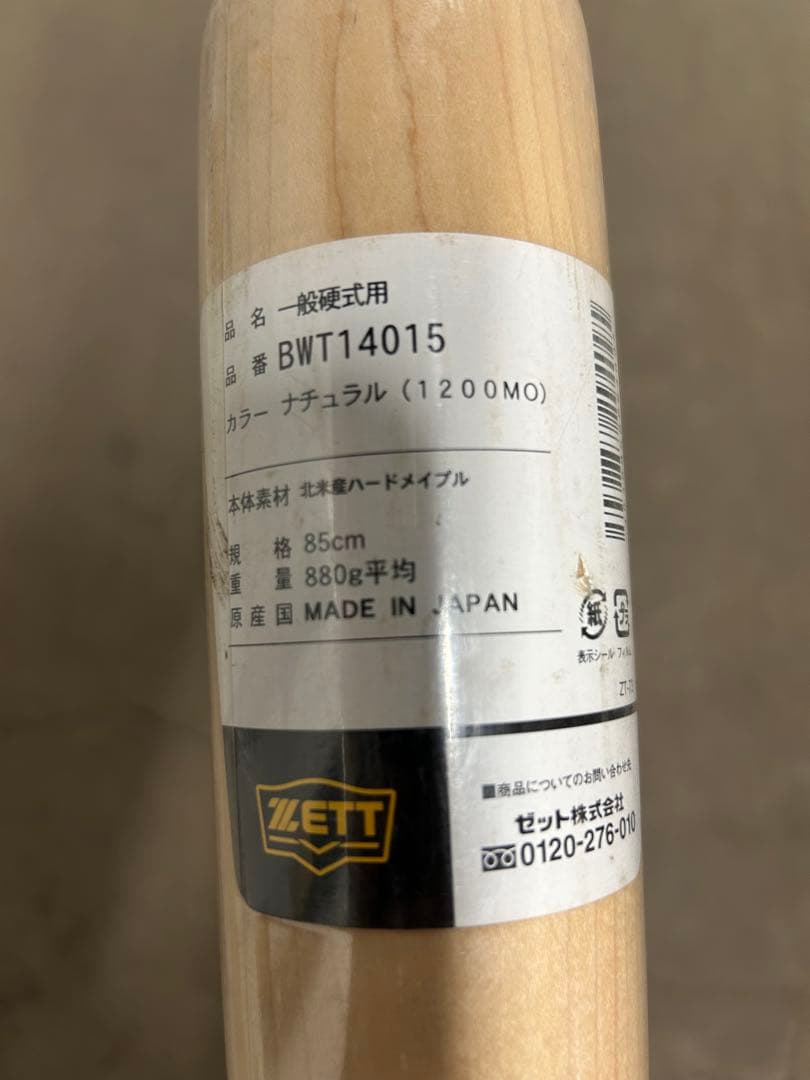 品名 一般硬式用
品番 BWT14015
カラー ナチュラル(1200MO)
本体素材 北米産ハードメイプル
規格 85cm
重量 880g平均
原産国 MADE IN JAPAN
紙
表示シール・フィルム
ZETT
■商品についてのお問い合わせ先
ゼット株式会社
0120-276-010